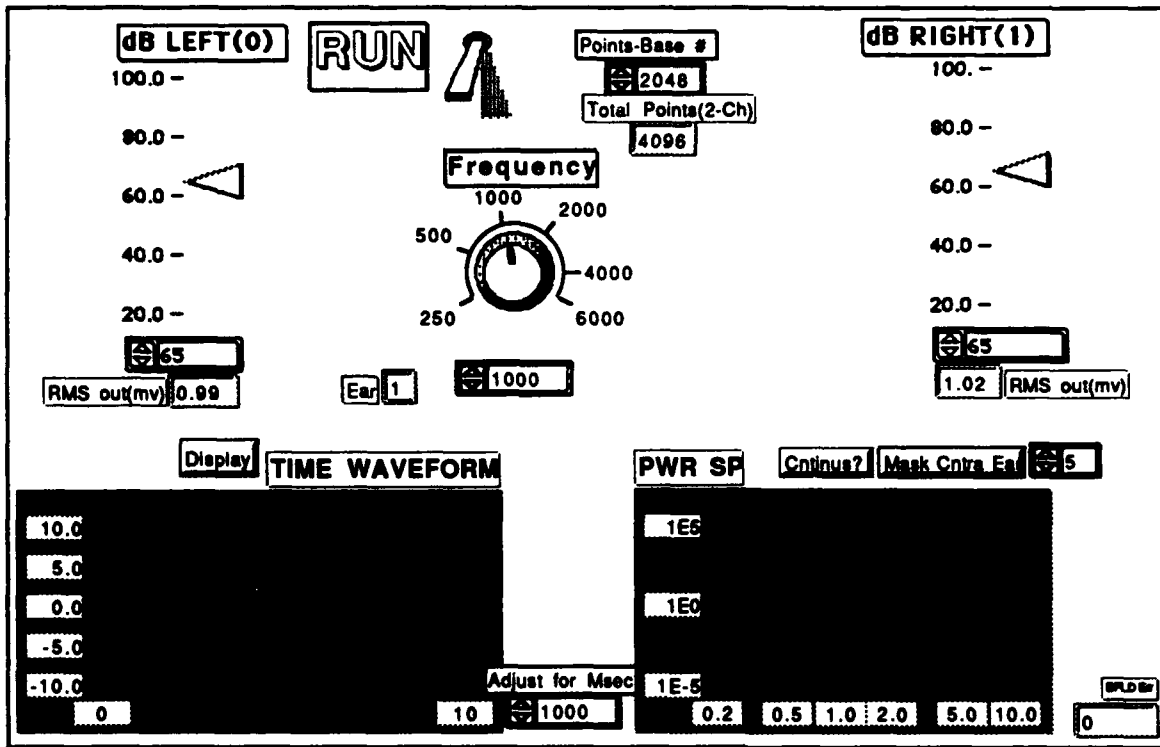 dB LEFT(0)
RUN
Points-Base #
2048
Total Points(2-Ch)
4096
dB RIGHT(1)
100.0
80.0
60.0
40.0
20.0
65
RMS out(mv) 0.99
Frequency
250
500
1000
2000
4000
6000
Ear 1
1000
100.
80.0
60.0
40.0
20.0
65
1.02 RMS out(mv)
Display
TIME WAVEFORM
10.0
5.0
0.0
-5.0
-10.0
0 10
Adjust for Msec
1000
PWR SP
Cntinus?
Mask Cntra Ear
5
1E5
1E0
1E-5
0.2 0.5 1.0 2.0 5.0 10.0
0